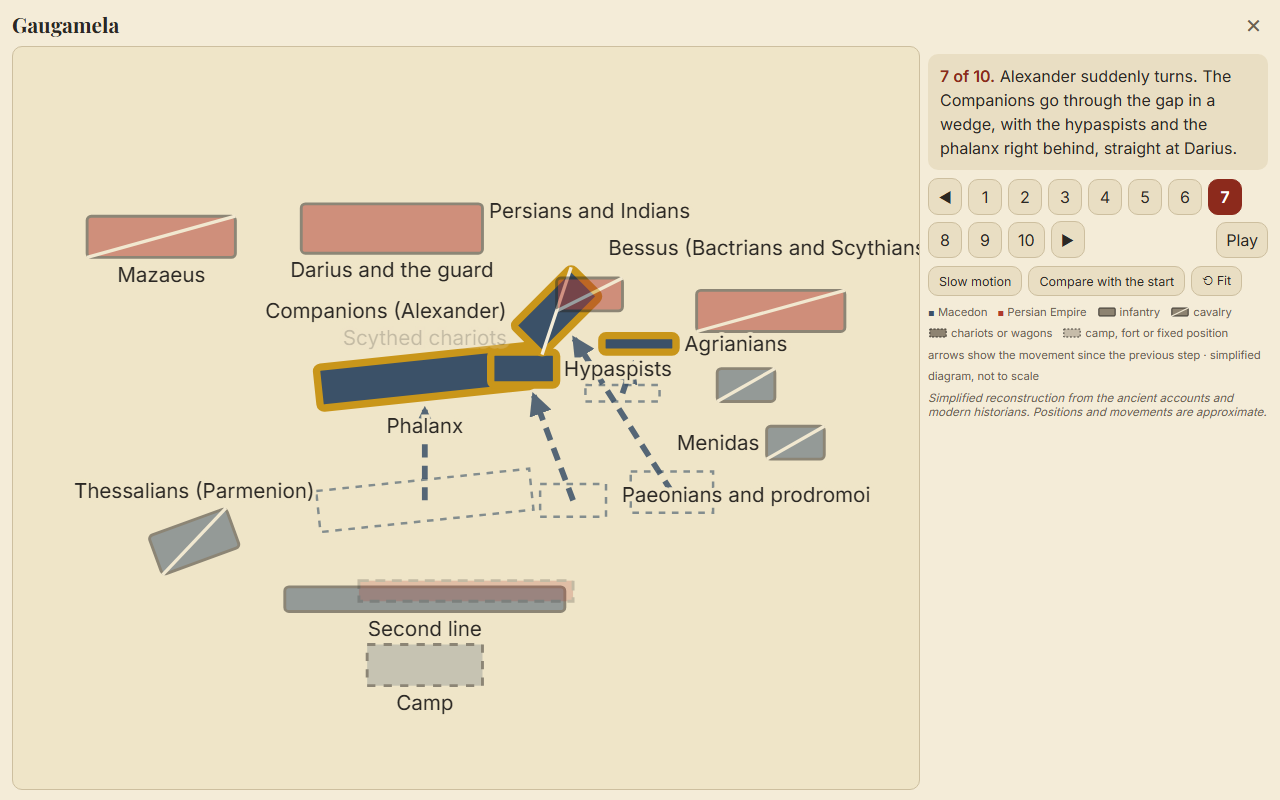 Gaugamela
×
Persians and Indians
Bessus (Bactrians and Scythians
Mazaeus
Darius and the guard
Companions (Alexander)
Scythed chariots
Agrianians
Hypaspists
Phalanx
Menidas
Thessalians (Parmenion)
Paeonians and prodromoi
Second line
Camp
7 of 10. Alexander suddenly turns. The
Companions go through the gap in a
wedge, with the hypaspists and the
phalanx right behind, straight at Darius.
◀ 1 2 3 4 5 6 7
8 9 10 ▶ Play
Slow motion Compare with the start ⟲ Fit
Macedon Persian Empire infantry cavalry
chariots or wagons camp, fort or fixed position
arrows show the movement since the previous step · simplified
diagram, not to scale
Simplified reconstruction from the ancient accounts and
modern historians. Positions and movements are approximate.